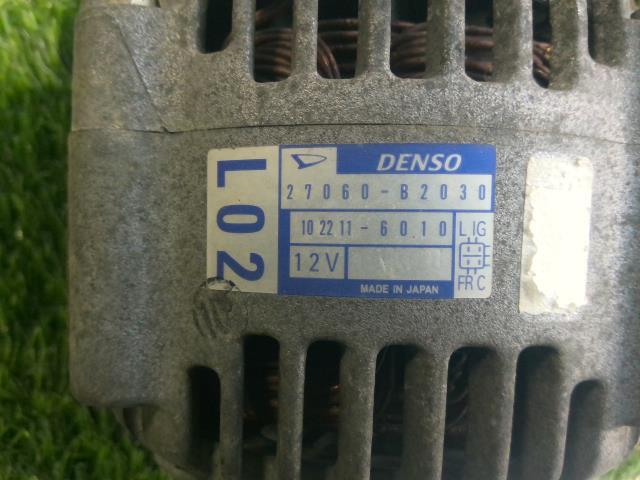 L02
DENSO
27060-B2030
102211-6010
L IG
12V
FR C
MADE IN JAPAN